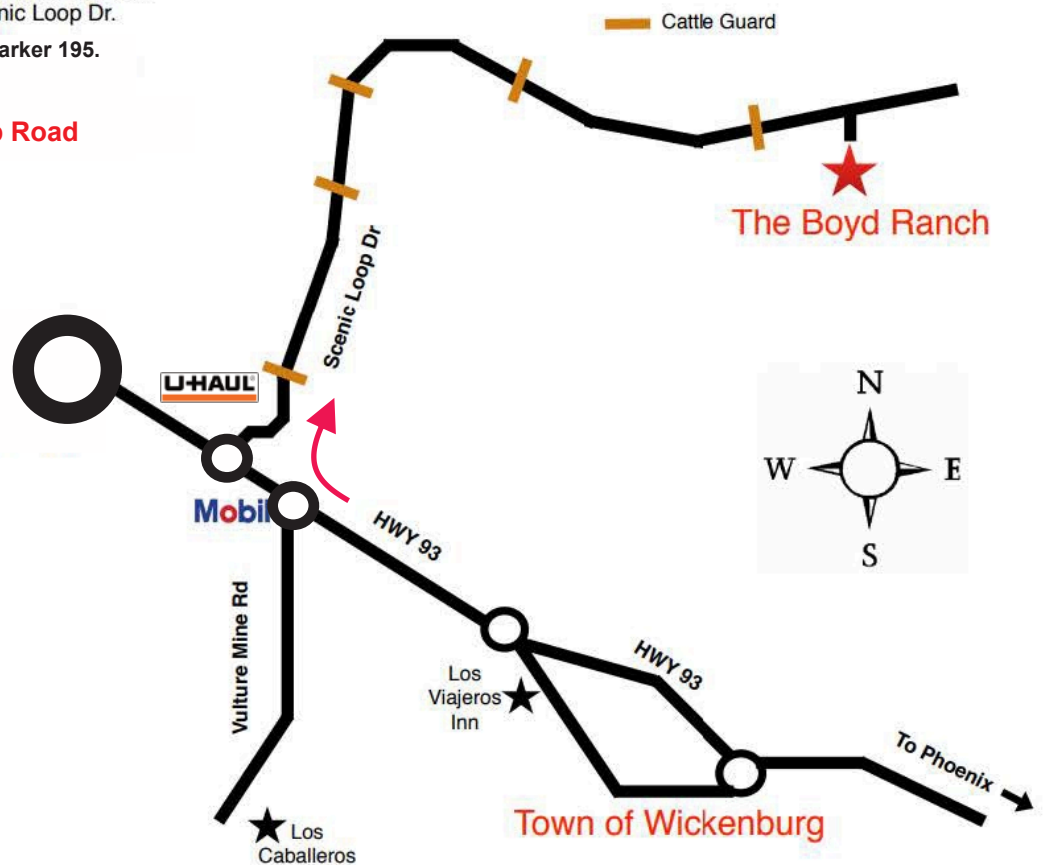 nic Loop Dr.
arker 195.
Road
Cattle Guard
The Boyd Ranch
Scenic Loop Dr
U-HAUL
N
W
E
S
Mobil
HWY 93
Vulture Mine Rd
HWY 93
Los
Viajeros
Inn
To Phoenix
Town of Wickenburg
Los
Caballeros